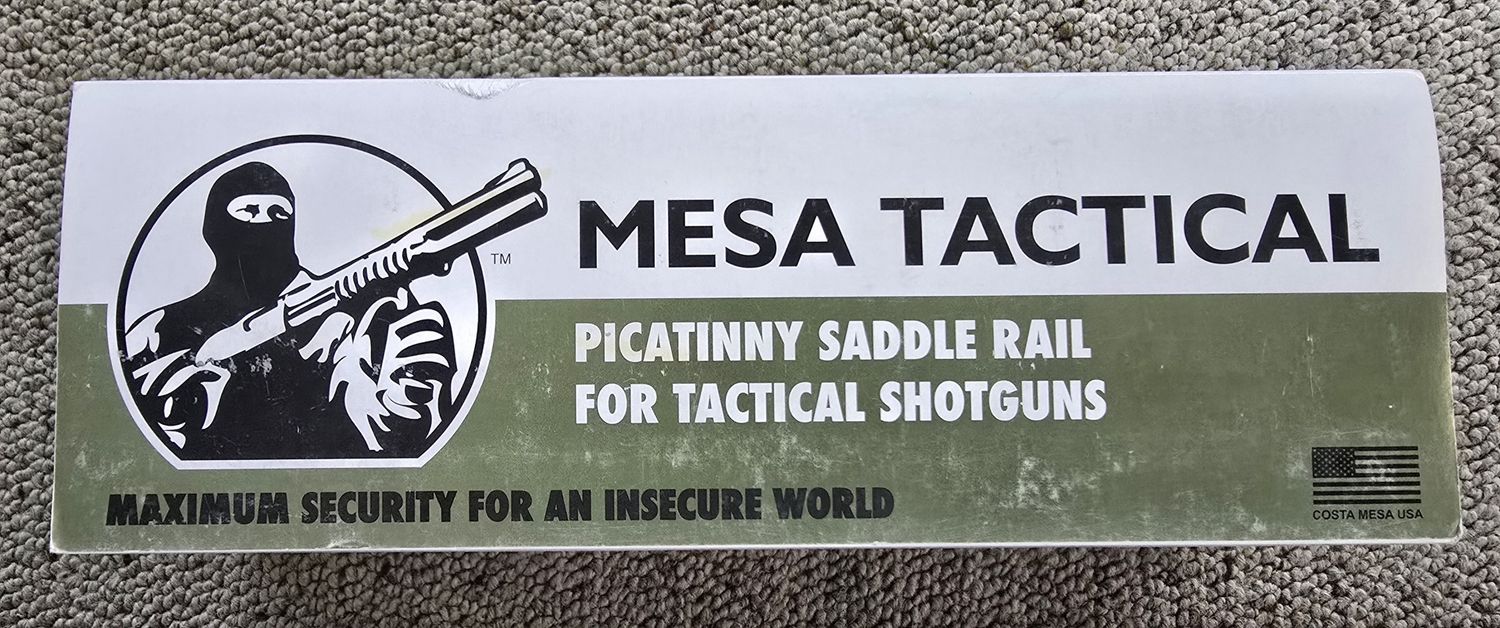 MESA TACTICAL
TM
PICATINNY SADDLE RAIL
FOR TACTICAL SHOTGUNS
MAXIMUM SECURITY FOR AN INSECURE WORLD
COSTA MESA USA